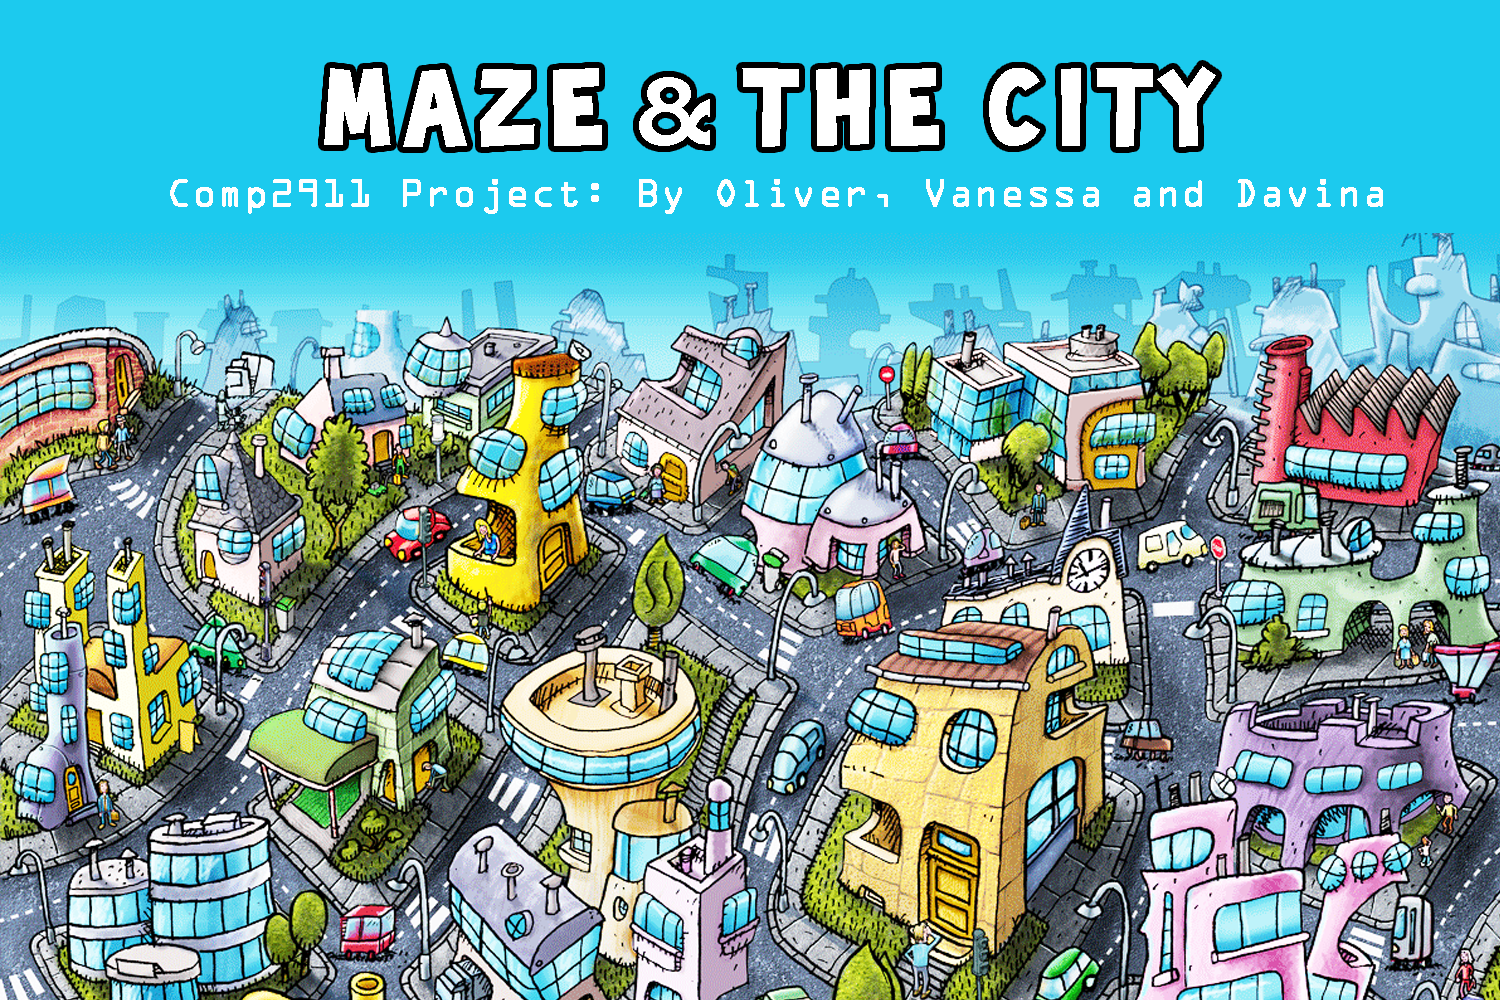 MAZE & THE CITY
Comp2911 Project: By Oliver, Vanessa and Davina